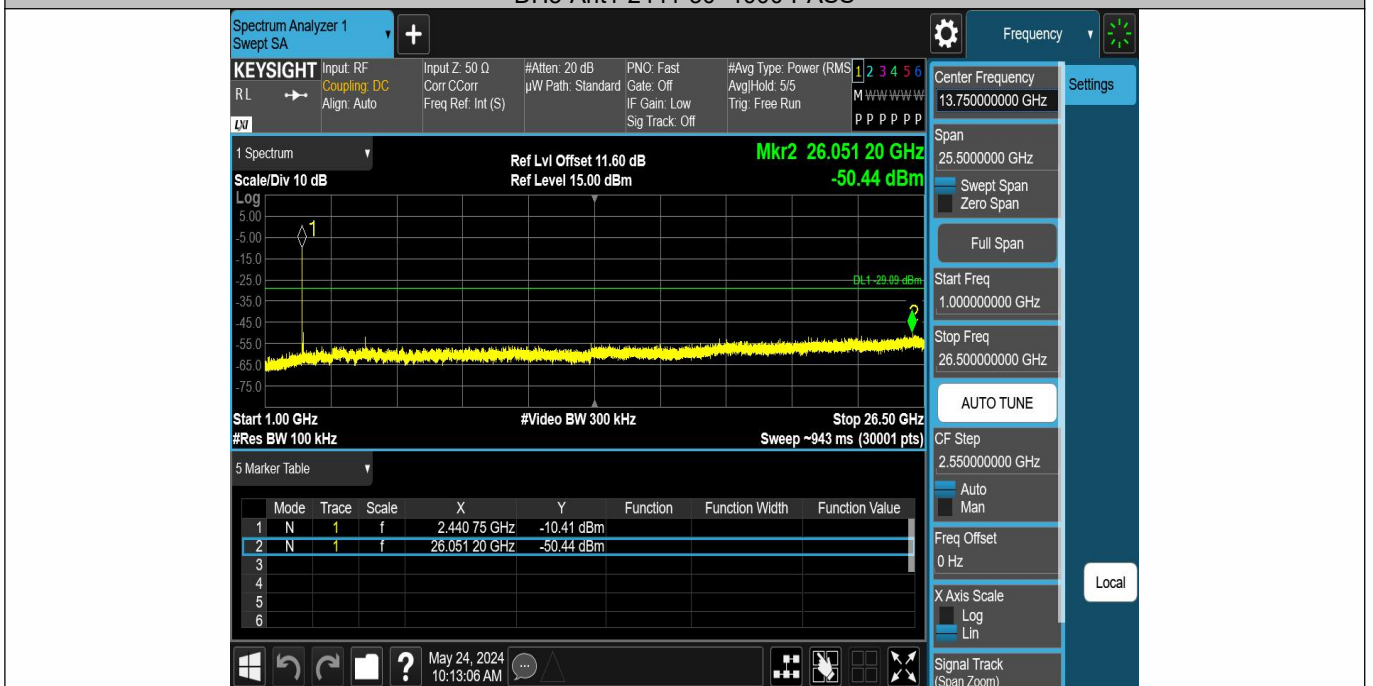 Spectrum Analyzer 1
Swept SA
+
Frequency
KEYSIGHT
RL
LXI
Input: RF
Coupling: DC
Align: Auto
Input Z: 50 Ω
Corr CCorr
Freq Ref: Int (S)
#Atten: 20 dB
µW Path: Standard
PNO: Fast
Gate: Off
IF Gain: Low
Sig Track: Off
#Avg Type: Power (RMS
Avg|Hold: 5/5
Trig: Free Run
1 2 3 4 5 6
M W W W W W
P P P P P P
1 Spectrum
Scale/Div 10 dB
Ref Lvl Offset 11.60 dB
Ref Level 15.00 dBm
Mkr2 26.051 20 GHz
-50.44 dBm
Log
5.00
-5.00
-15.0
-25.0
-35.0
-45.0
-55.0
-65.0
-75.0
1
DL1 -29.09 dBm
2
Start 1.00 GHz
#Res BW 100 kHz
#Video BW 300 kHz
Stop 26.50 GHz
Sweep ~943 ms (30001 pts)
5 Marker Table
Mode Trace Scale X Y Function Function Width Function Value
1 N 1 f 2.440 75 GHz -10.41 dBm
2 N 1 f 26.051 20 GHz -50.44 dBm
3
4
5
6
May 24, 2024
10:13:06 AM
Settings
Center Frequency
13.750000000 GHz
Span
25.5000000 GHz
Swept Span
Zero Span
Full Span
Start Freq
1.000000000 GHz
Stop Freq
26.500000000 GHz
AUTO TUNE
CF Step
2.550000000 GHz
Auto
Man
Freq Offset
0 Hz
X Axis Scale
Log
Lin
Signal Track
(Span Zoom)
Local